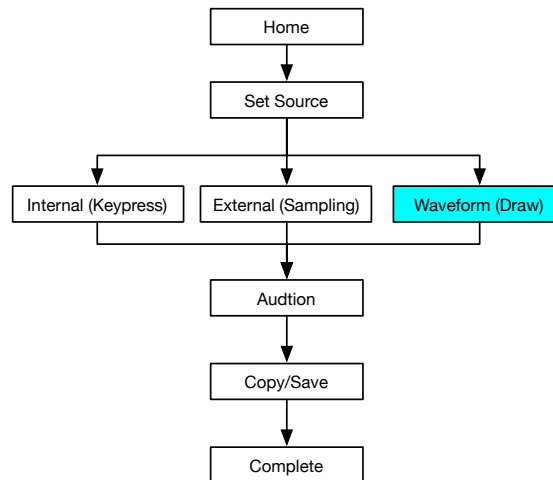 Home
Set Source
Internal (Keypress)
External (Sampling)
Waveform (Draw)
Audtion
Copy/Save
Complete